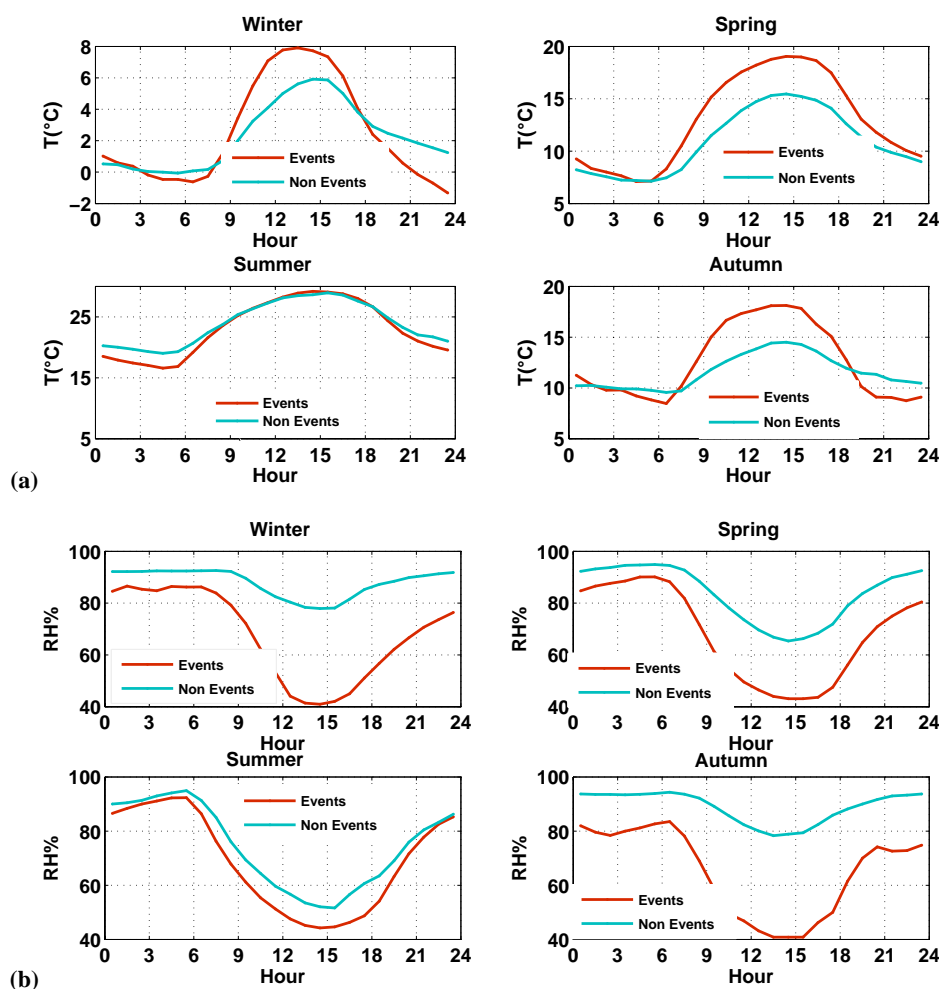 Winter
T(°C)
8
6
4
2
0
−2
Events
Non Events
0 3 6 9 12 15 18 21 24
Hour
Spring
T(°C)
20
15
10
5
Events
Non Events
0 3 6 9 12 15 18 21 24
Hour
Summer
T(°C)
25
15
5
Events
Non Events
0 3 6 9 12 15 18 21 24
Hour
Autumn
T(°C)
20
15
10
5
Events
Non Events
0 3 6 9 12 15 18 21 24
Hour
(a)
Winter
RH%
100
80
60
40
Events
Non Events
0 3 6 9 12 15 18 21 24
Hour
Spring
RH%
100
80
60
40
Events
Non Events
0 3 6 9 12 15 18 21 24
Hour
Summer
RH%
100
80
60
40
Events
Non Events
0 3 6 9 12 15 18 21 24
Hour
Autumn
RH%
100
80
60
40
Events
Non Events
0 3 6 9 12 15 18 21 24
Hour
(b)